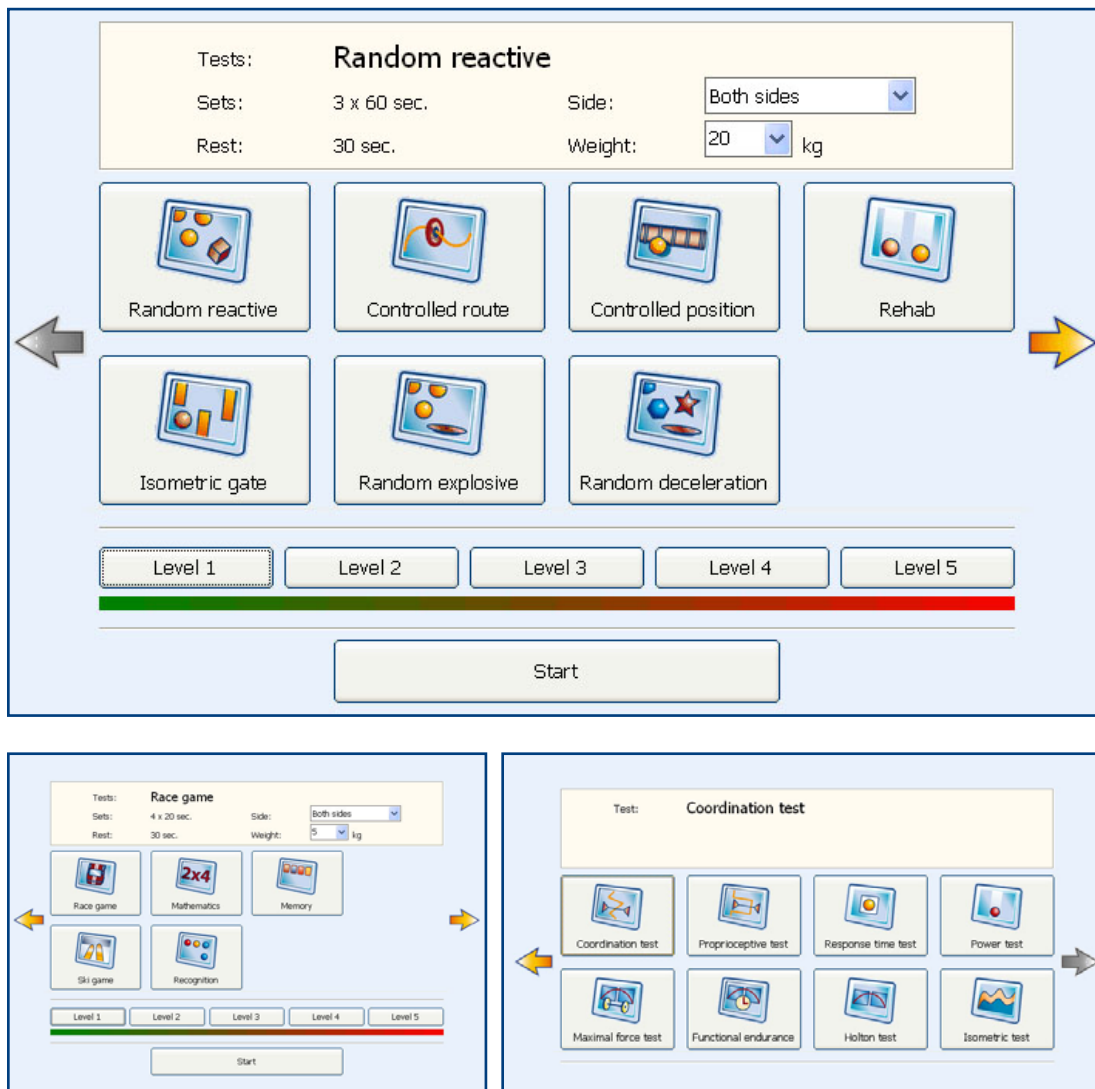 Tests: Random reactive
Sets: 3 x 60 sec. Side: Both sides
Rest: 30 sec. Weight: 20 kg
Random reactive Controlled route Controlled position Rehab
Isometric gate Random explosive Random deceleration
Level 1 Level 2 Level 3 Level 4 Level 5
Start
Tests: Race game
Sets: 4 x 20 sec. Side: Both sides
Rest: 30 sec. Weight: 5 kg
2x4
Race game Mathematics Memory
Ski game Recognition
Level 1 Level 2 Level 3 Level 4 Level 5
Start
Test: Coordination test
Coordination test Proprioceptive test Response time test Power test
Maximal force test Functional endurance Holton test Isometric test